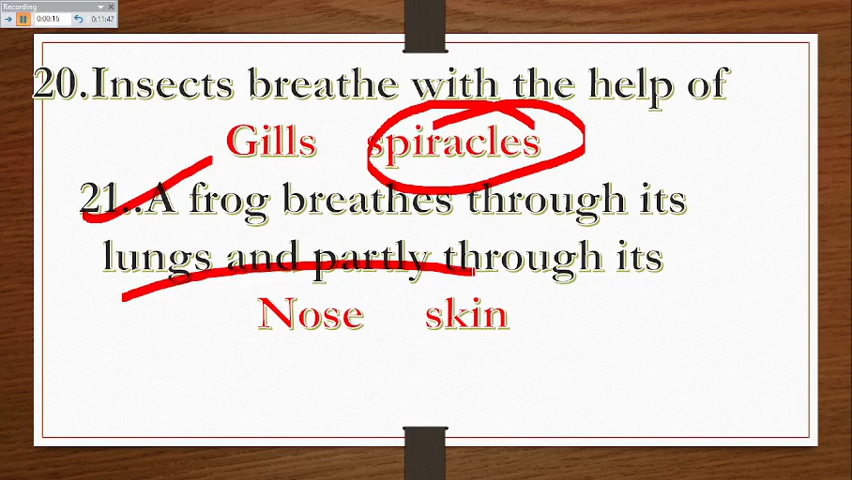 Recording
0:00:15 0:11:42
20.Insects breathe with the help of
Gills spiracles
21..A frog breathes through its
lungs and partly through its
Nose skin